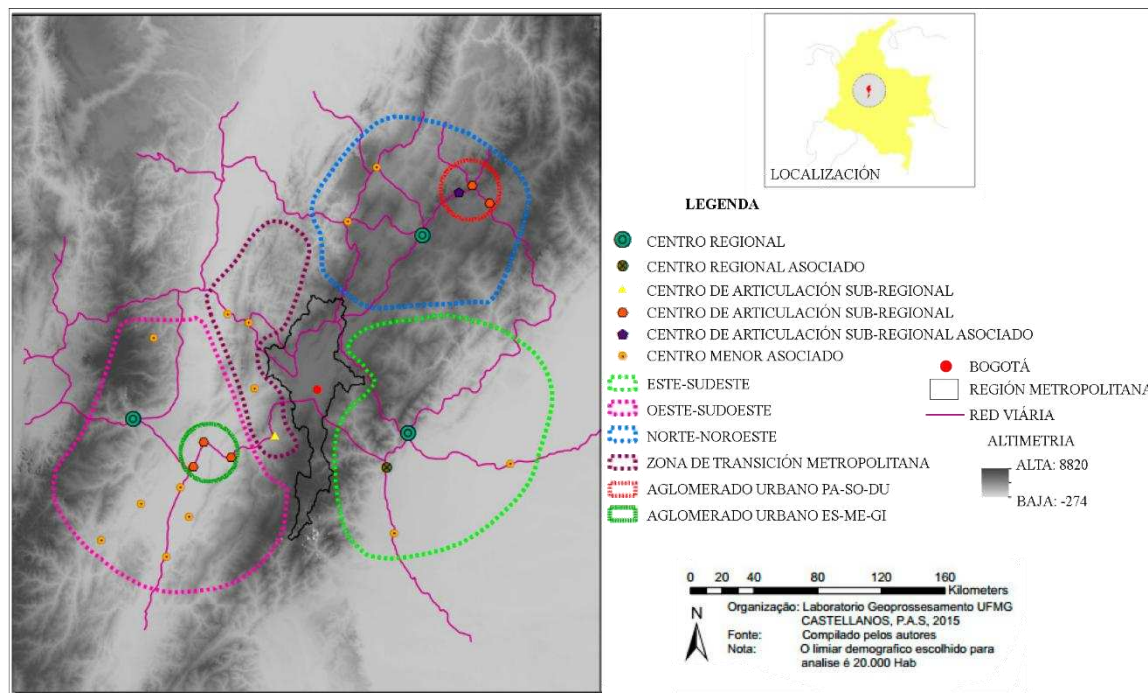 LOCALIZACIÓN
LEGENDA
CENTRO REGIONAL
CENTRO REGIONAL ASOCIADO
CENTRO DE ARTICULACIÓN SUB-REGIONAL
CENTRO DE ARTICULACIÓN SUB-REGIONAL
CENTRO DE ARTICULACIÓN SUB-REGIONAL ASOCIADO
CENTRO MENOR ASOCIADO
ESTE-SUDESTE
OESTE-SUDOESTE
NORTE-NOROESTE
ZONA DE TRANSICIÓN METROPOLITANA
AGLOMERADO URBANO PA-SO-DU
AGLOMERADO URBANO ES-ME-GI
BOGOTÁ
REGIÓN METROPOLITANA
RED VIÁRIA
ALTIMETRIA
ALTA: 8820
BAJA: -274
0 20 40 80 120 160
Kilometers
N
Organização: Laboratorio Geoprossesamento UFMG
CASTELLANOS, P.A.S, 2015
Fonte: Compilado pelos autores
Nota: O limiar demografico escolhido para
analise é 20.000 Hab